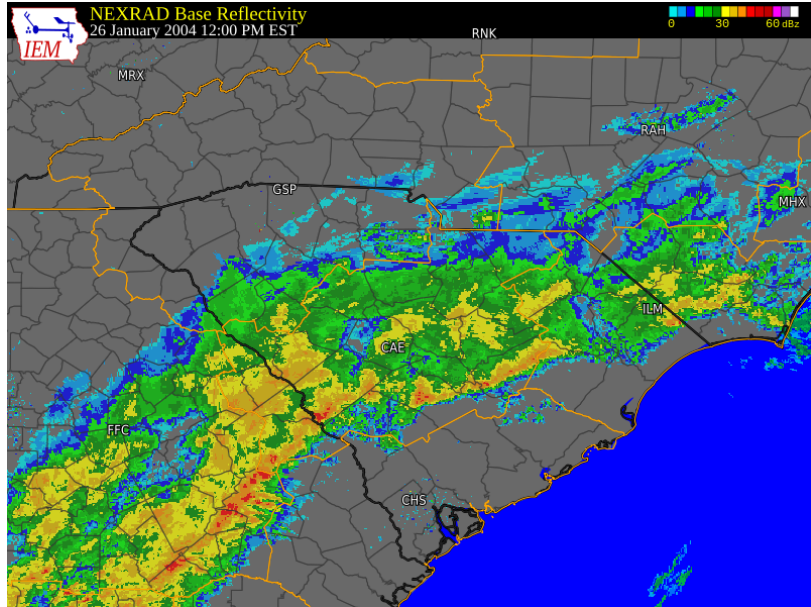 NEXRAD Base Reflectivity
26 January 2004 12:00 PM EST
IEM
0 30 60 dBz
RNK
MRX
RAH
GSP
MHX
ILM
CAE
FFC
CHS